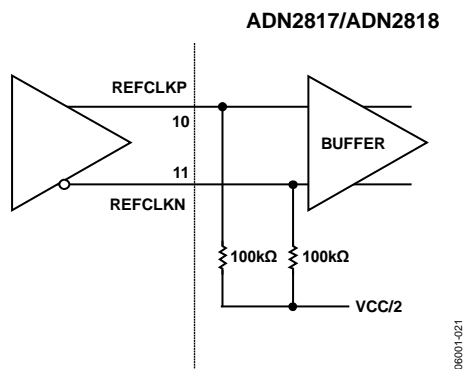 ADN2817/ADN2818
REFCLKP
10
BUFFER
11
REFCLKN
100kΩ 100kΩ
VCC/2
06001-021